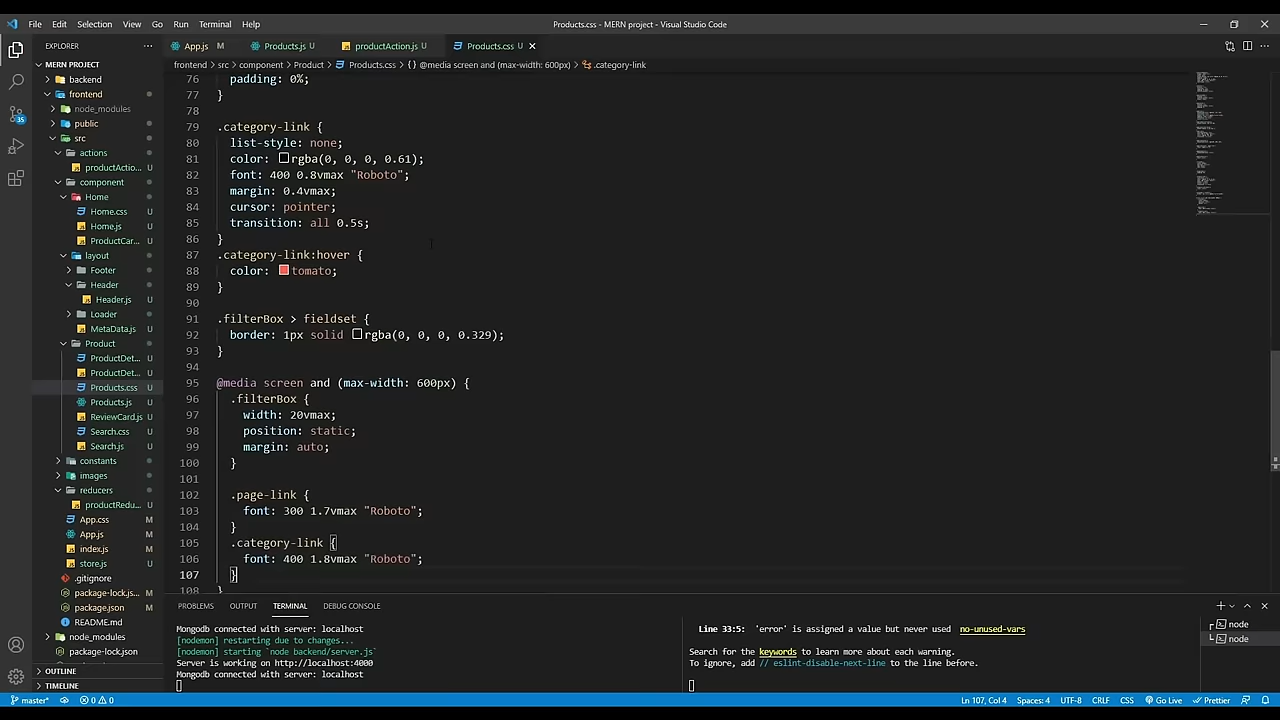 File Edit Selection View Go Run Terminal Help
Products.css - MERN project - Visual Studio Code
EXPLORER
MERN PROJECT
backend
frontend
node_modules
public
src
actions
productActio... U
component
Home
Home.css U
Home.js U
ProductCar... U
layout
Footer
Header
Header.js U
Loader
MetaData.js U
Product
ProductDet... U
ProductDet... U
Products.css U
Products.js U
ReviewCard.js U
Search.css U
Search.js U
constants
images
reducers
productRedu... U
App.css M
App.js M
index.js M
store.js M
.gitignore
package-lock.js... M
package.json M
README.md
node_modules
package-lock.json
OUTLINE
TIMELINE
35
App.js M
Products.js U
productAction.js U
Products.css U
frontend > src > component > Product > Products.css > {} @media screen and (max-width: 600px) > .category-link
76 padding: 0%;
77 }
78
79 .category-link {
80 list-style: none;
81 color: rgba(0, 0, 0, 0.61);
82 font: 400 0.8vmax "Roboto";
83 margin: 0.4vmax;
84 cursor: pointer;
85 transition: all 0.5s;
86 }
87 .category-link:hover {
88 color: tomato;
89 }
90
91 .filterBox > fieldset {
92 border: 1px solid rgba(0, 0, 0, 0.329);
93 }
94
95 @media screen and (max-width: 600px) {
96 .filterBox {
97 width: 20vmax;
98 position: static;
99 margin: auto;
100 }
101
102 .page-link {
103 font: 300 1.7vmax "Roboto";
104 }
105 .category-link {
106 font: 400 1.8vmax "Roboto";
107 }
108 }
PROBLEMS OUTPUT TERMINAL DEBUG CONSOLE
Mongodb connected with server: localhost
[nodemon] restarting due to changes...
[nodemon] starting `node backend/server.js`
Server is working on http://localhost:4000
Mongodb connected with server: localhost
Line 33:5: 'error' is assigned a value but never used no-unused-vars
Search for the keywords to learn more about each warning.
To ignore, add // eslint-disable-next-line to the line before.
node
node
master* 0 0
Ln 107, Col 4 Spaces: 4 UTF-8 CRLF CSS Go Live Prettier